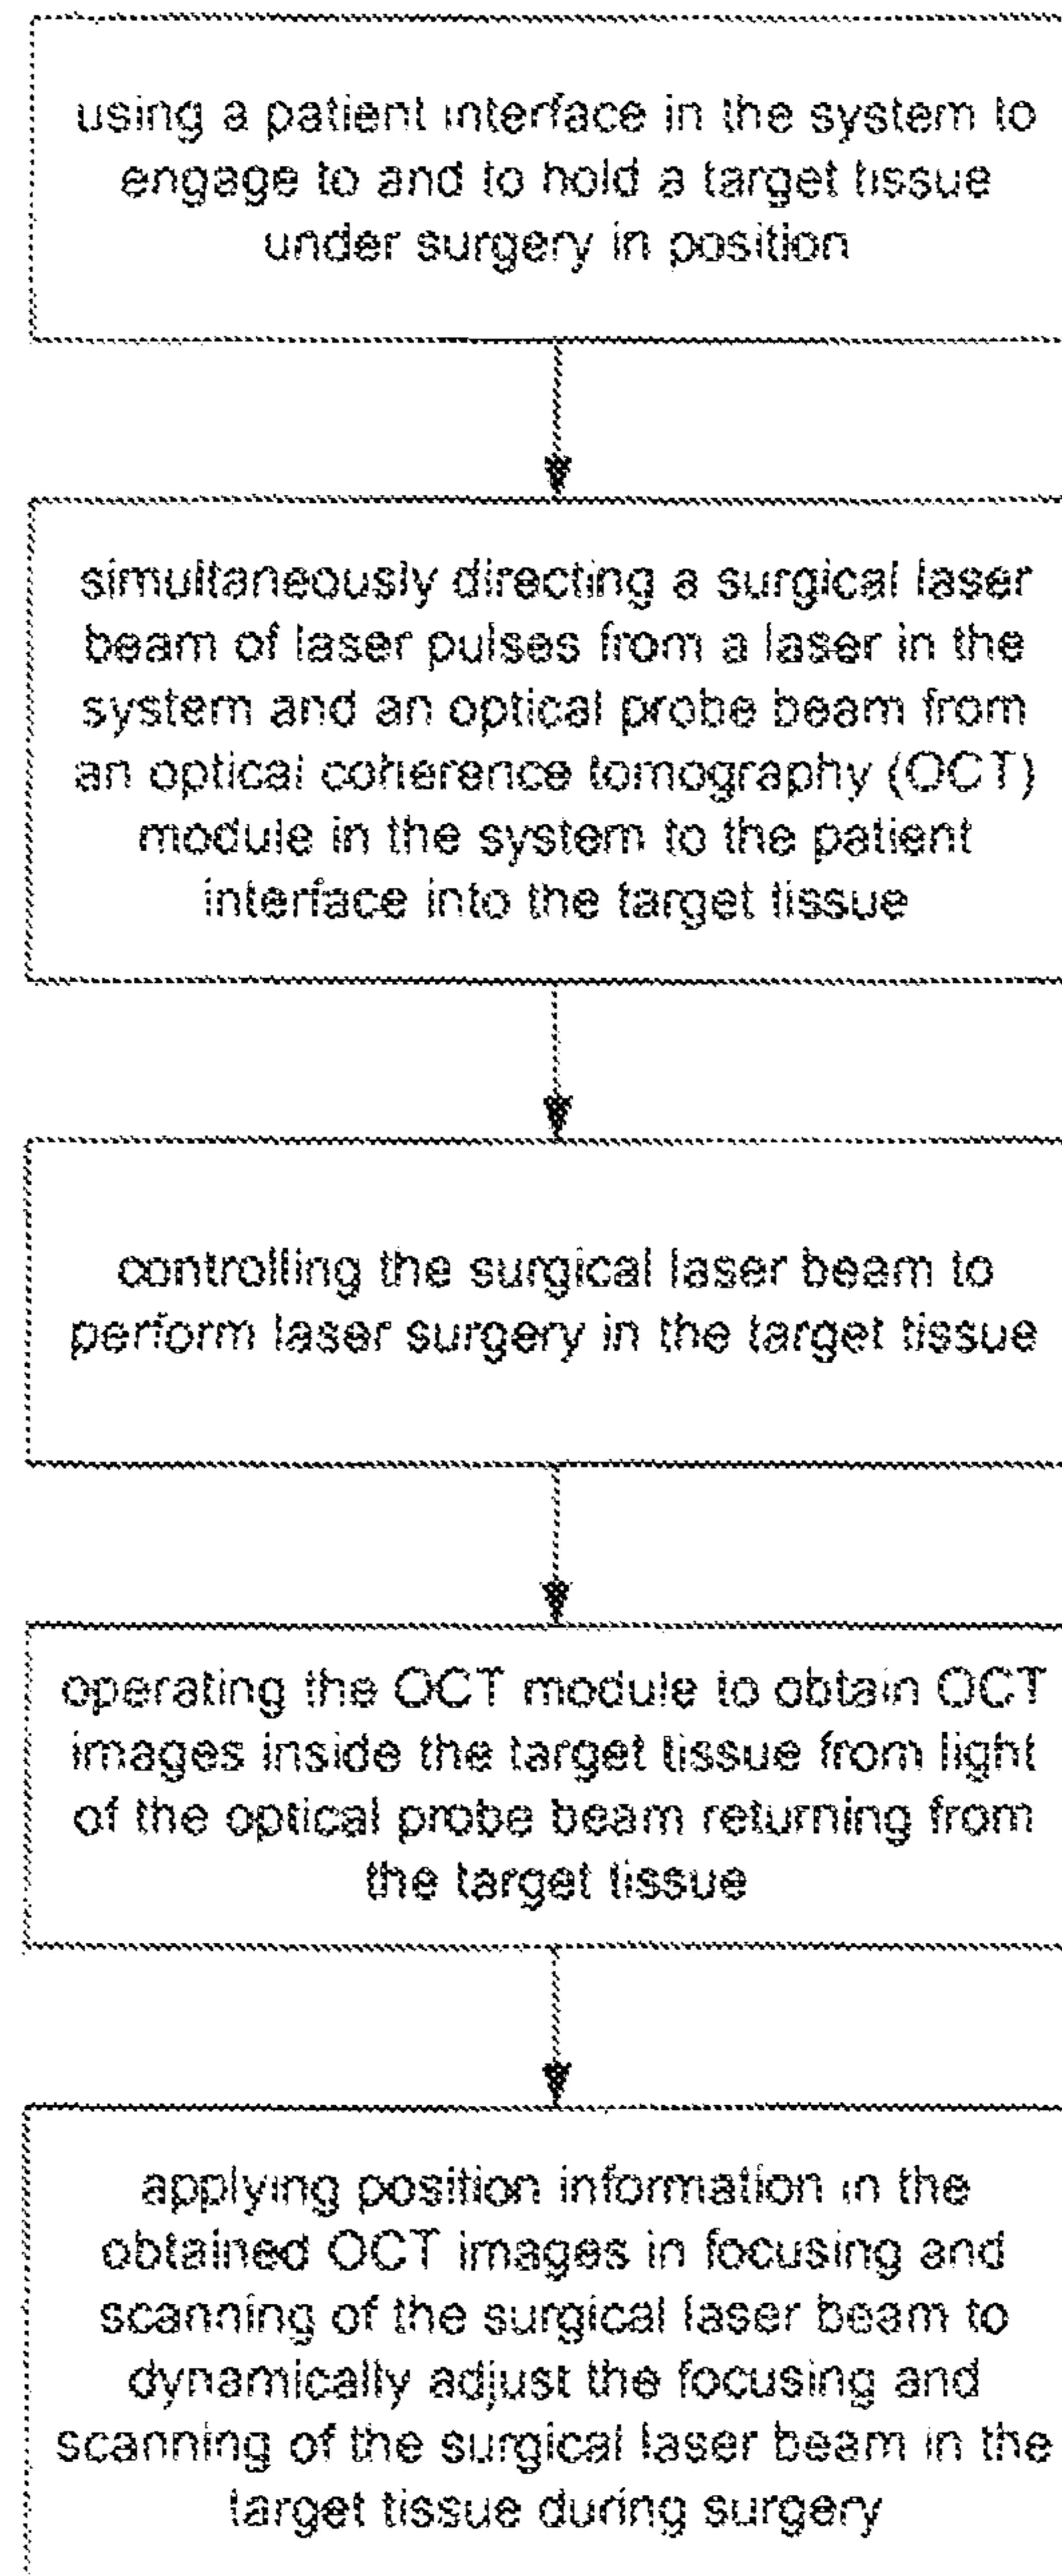 using a patient interface in the system to
engage to and to hold a target tissue
under surgery in position
simultaneously directing a surgical laser
beam of laser pulses from a laser in the
system and an optical probe beam from
an optical coherence tomography (OCT)
module in the system to the patient
interface into the target tissue
controlling the surgical laser beam to
perform laser surgery in the target tissue
operating the OCT module to obtain OCT
images inside the target tissue from light
of the optical probe beam returning from
the target tissue
applying position information in the
obtained OCT images in focusing and
scanning of the surgical laser beam to
dynamically adjust the focusing and
scanning of the surgical laser beam in the
target tissue during surgery